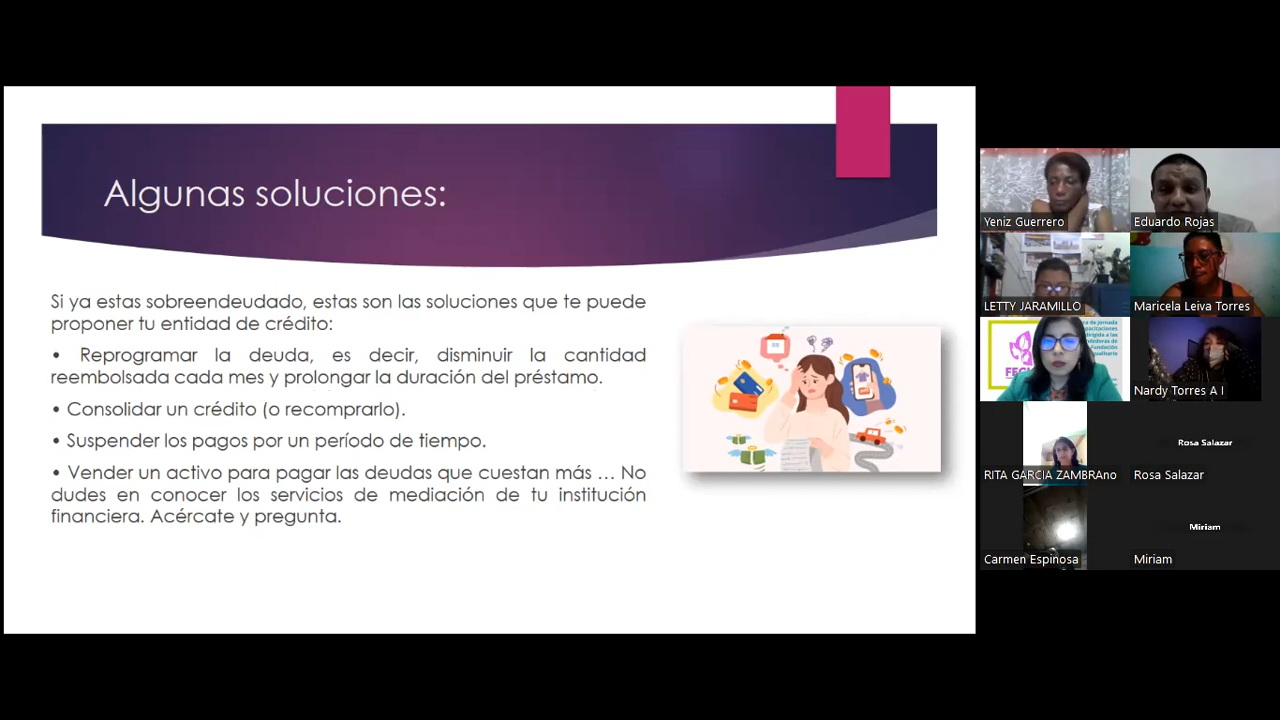 Algunas soluciones:
Si ya estas sobreendeudado, estas son las soluciones que te puede
proponer tu entidad de crédito:
• Reprogramar la deuda, es decir, disminuir la cantidad
reembolsada cada mes y prolongar la duración del préstamo.
• Consolidar un crédito (o recomprarlo).
• Suspender los pagos por un período de tiempo.
• Vender un activo para pagar las deudas que cuestan más … No
dudes en conocer los servicios de mediación de tu institución
financiera. Acércate y pregunta.
Yeniz Guerrero
Eduardo Rojas
LETTY JARAMILLO
Maricela Leiva Torres
Nardy Torres A l
RITA GARCIA ZAMBRAno
Rosa Salazar
Rosa Salazar
Carmen Espinosa
Miriam
Miriam